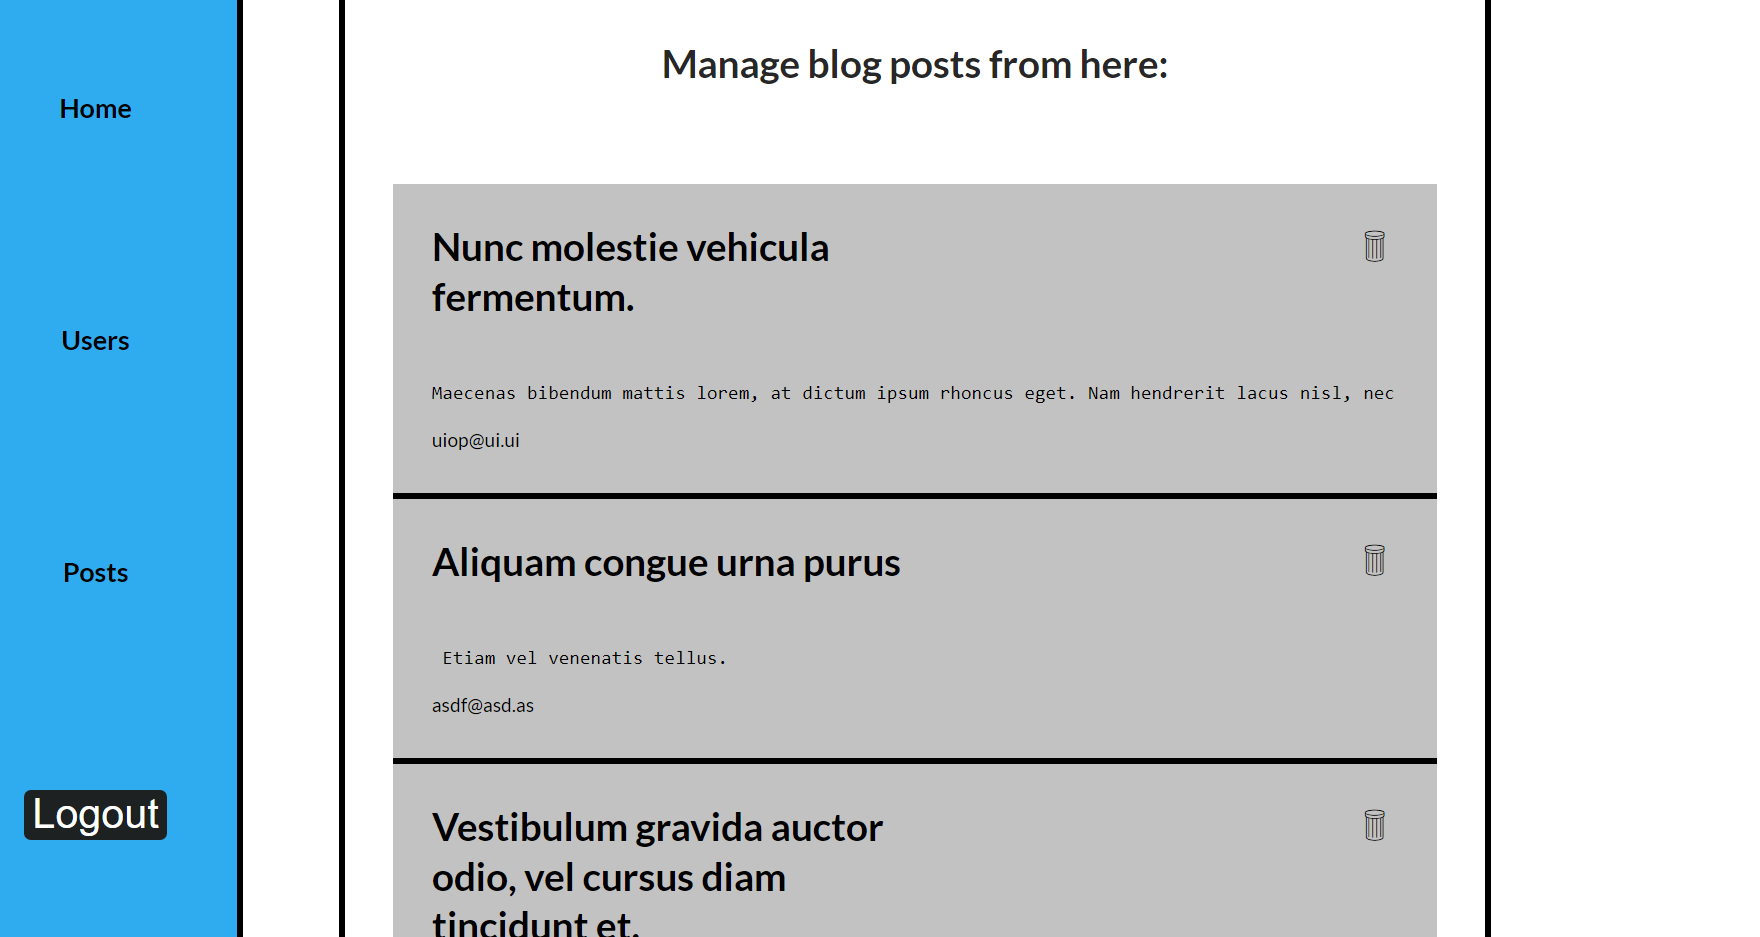 Home
Users
Posts
Logout
Manage blog posts from here:
Nunc molestie vehicula
fermentum.
Maecenas bibendum mattis lorem, at dictum ipsum rhoncus eget. Nam hendrerit lacus nisl, nec
uiop@ui.ui
Aliquam congue urna purus
Etiam vel venenatis tellus.
asdf@asd.as
Vestibulum gravida auctor
odio, vel cursus diam
tincidunt et.